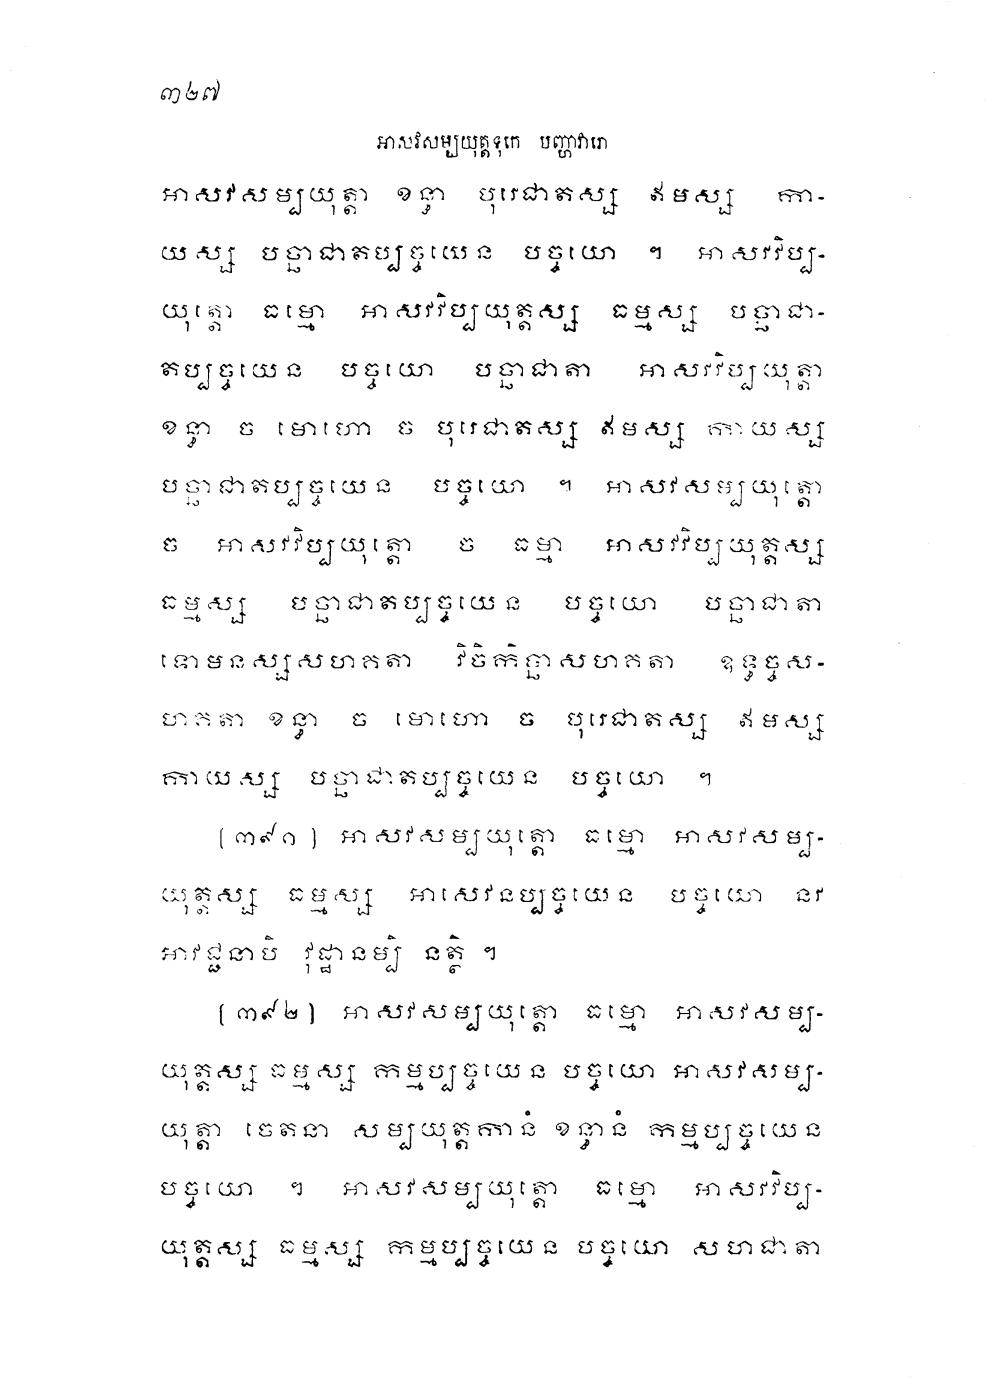 ៣២៧
អាសវសម្បយុត្តទុកេ បញ្ហាវារោ
អាសវសម្បយុត្តា ខន្ធា បុរេជាតស្ស ឥមស្ស កា-
យស្ស បច្ឆាជាតប្បច្ចយេន បច្ចយោ ។ អាសវវិប្ប-
យុត្តោ ធម្មោ អាសវវិប្បយុត្តស្ស ធម្មស្ស បច្ឆាជា-
តប្បច្ចយេន បច្ចយោ បច្ឆាជាតា អាសវវិប្បយុត្តា
ខន្ធា ច មោហោ ច បុរេជាតស្ស ឥមស្ស កាយស្ស
បច្ឆាជាតប្បច្ចយេន បច្ចយោ ។ អាសវសម្បយុត្តោ
ច អាសវវិប្បយុត្តោ ច ធម្មា អាសវវិប្បយុត្តស្ស
ធម្មស្ស បច្ឆាជាតប្បច្ចយេន បច្ចយោ បច្ឆាជាតា
ទោមនស្សសហគតា វិចិកិច្ឆាសហគតា ឧទ្ធច្ចស-
ហគតា ខន្ធា ច មោហោ ច បុរេជាតស្ស ឥមស្ស
កាយស្ស បច្ឆាជាតប្បច្ចយេន បច្ចយោ ។
[៣៩១] អាសវសម្បយុត្តោ ធម្មោ អាសវសម្ប-
យុត្តស្ស ធម្មស្ស អាសេវនប្បច្ចយេន បច្ចយោ នវ
អាវជ្ជនាបិ វុដ្ឋានម្បិ នត្ថិ ។
[៣៩២] អាសវសម្បយុត្តោ ធម្មោ អាសវសម្ប-
យុត្តស្ស ធម្មស្ស កម្មប្បច្ចយេន បច្ចយោ អាសវសម្ប-
យុត្តា ចេតនា សម្បយុត្តកានំ ខន្ធានំ កម្មប្បច្ចយេន
បច្ចយោ ។ អាសវសម្បយុត្តោ ធម្មោ អាសវវិប្ប-
យុត្តស្ស ធម្មស្ស កម្មប្បច្ចយេន បច្ចយោ សហជាតា